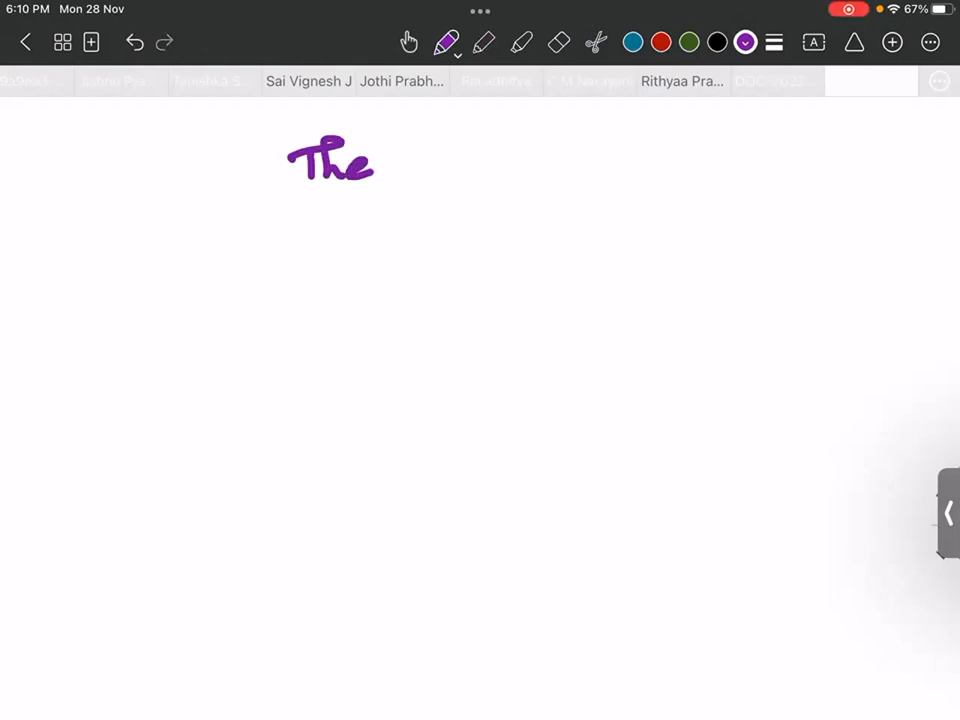 6:10 PM Mon 28 Nov
67%
A
Sai Vignesh J Jothi Prabh... Rithyaa Pra...
The